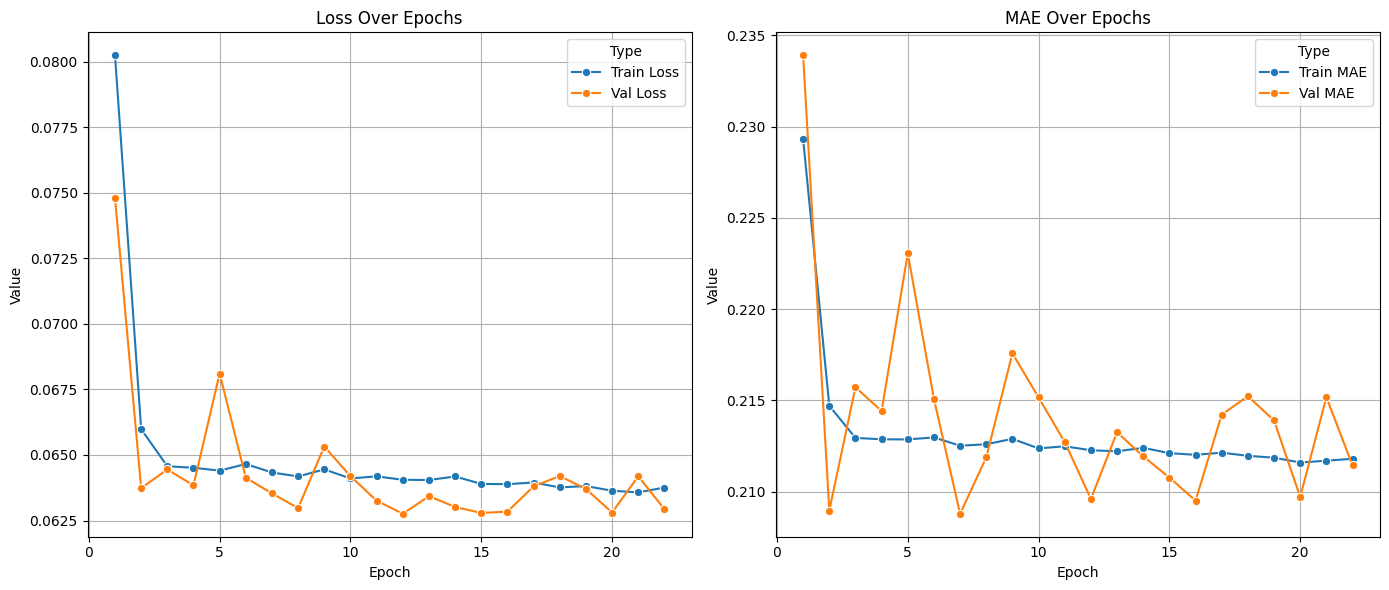 Loss Over Epochs
Value
0.0800
0.0775
0.0750
0.0725
0.0700
0.0675
0.0650
0.0625
0
5
10
15
20
Epoch
Type
Train Loss
Val Loss
MAE Over Epochs
Value
0.235
0.230
0.225
0.220
0.215
0.210
0
5
10
15
20
Epoch
Type
Train MAE
Val MAE